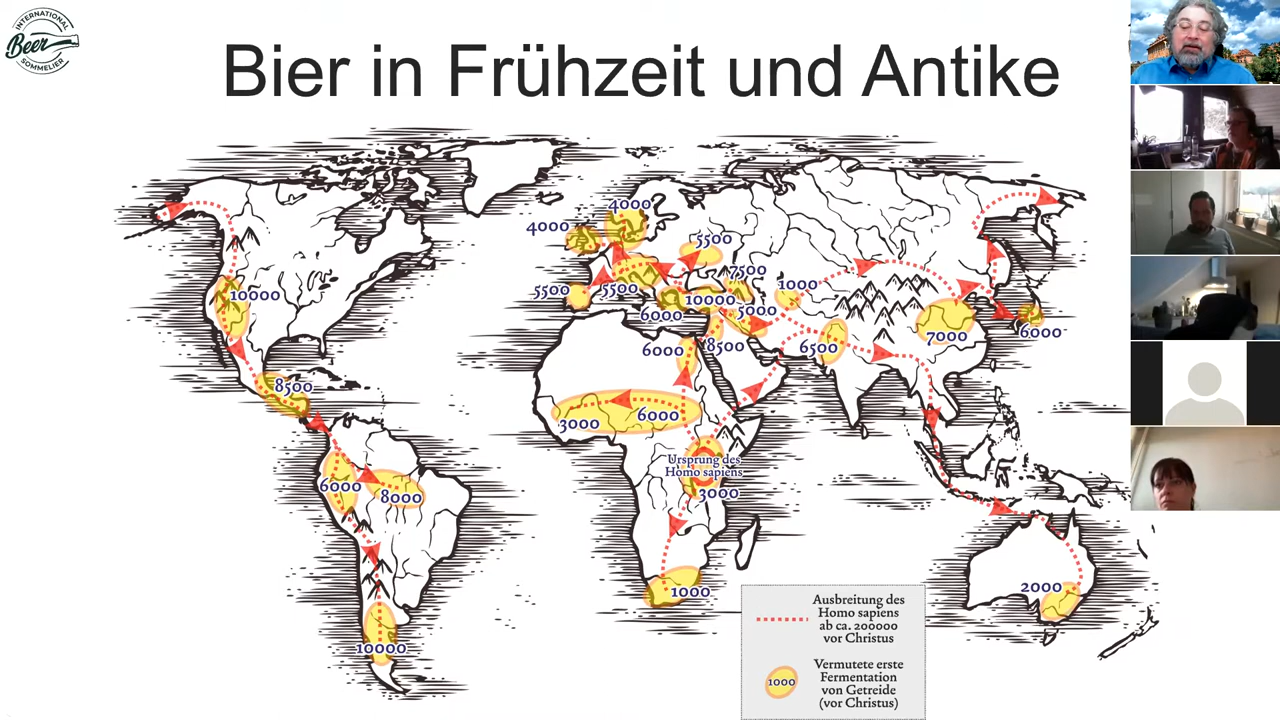 INTERNATIONAL
Beer
SOMMELIER
Bier in Frühzeit und Antike
4000
4000
5500
7500
10000
5500
5500
10000
1000
5000
6000
7000
6000
6000
8500
6500
8500
3000
6000
Ursprung des
Homo sapiens
3000
6000
8000
1000
2000
10000
Ausbreitung des
Homo sapiens
ab ca. 200000
vor Christus
1000
Vermutete erste
Fermentation
von Getreide
(vor Christus)